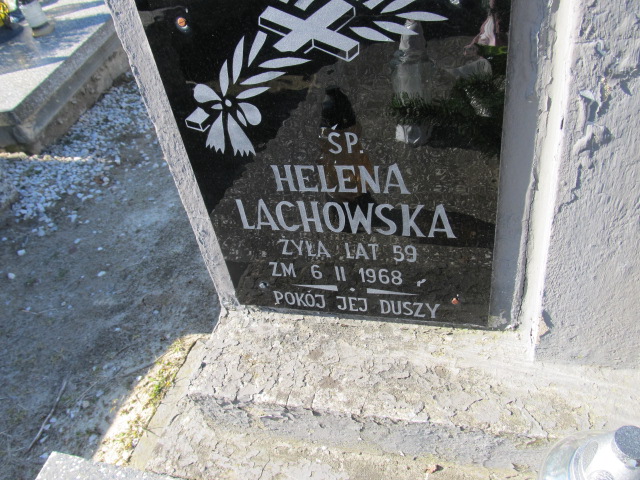 ŚP.
HELENA
LACHOWSKA
ŻYŁA LAT 59
ZM 6 II 1968
POKÓJ JEJ DUSZY